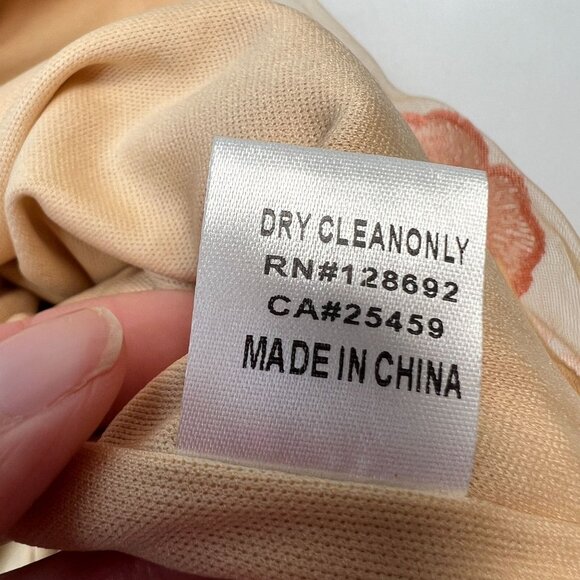 DRY CLEANONLY
RN#128692
CA#25459
MADE IN CHINA